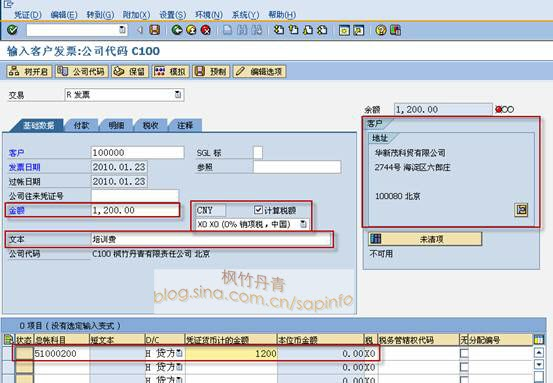 凭证(D) 编辑(E) 转到(G) 附加(X) 设置(S) 环境(N) 系统(Y) 帮助(H)
输入客户发票:公司代码 C100
树开启 公司代码 保留 模拟 预制 编辑选项
交易 R 发票
余额 1,200.00
基础数据 付款 明细 税收 注释
客户
地址
华新茂科贸有限公司
2744号 海淀区六郎庄
100080 北京
客户 100000 SGL 标
发票日期 2010.01.23 参照
过帐日期 2010.01.23
公司往来凭证号
金额 1,200.00 CNY 计算税额
X0 X0 (0% 销项税，中国)
文本 培训费
公司代码 C100 枫竹丹青有限责任公司 北京
未清项
不可用
枫竹丹青
blog.sina.com.cn/sapinfo
0 项目 (没有选定输入变式)
状态 总帐科目 短文本 D/C 凭证货币计的金额 本位币金额 税 税务管辖权代码 无 分配编号
51000200 H 贷方 1200 0.00 X0
H 贷方 0.00 X0